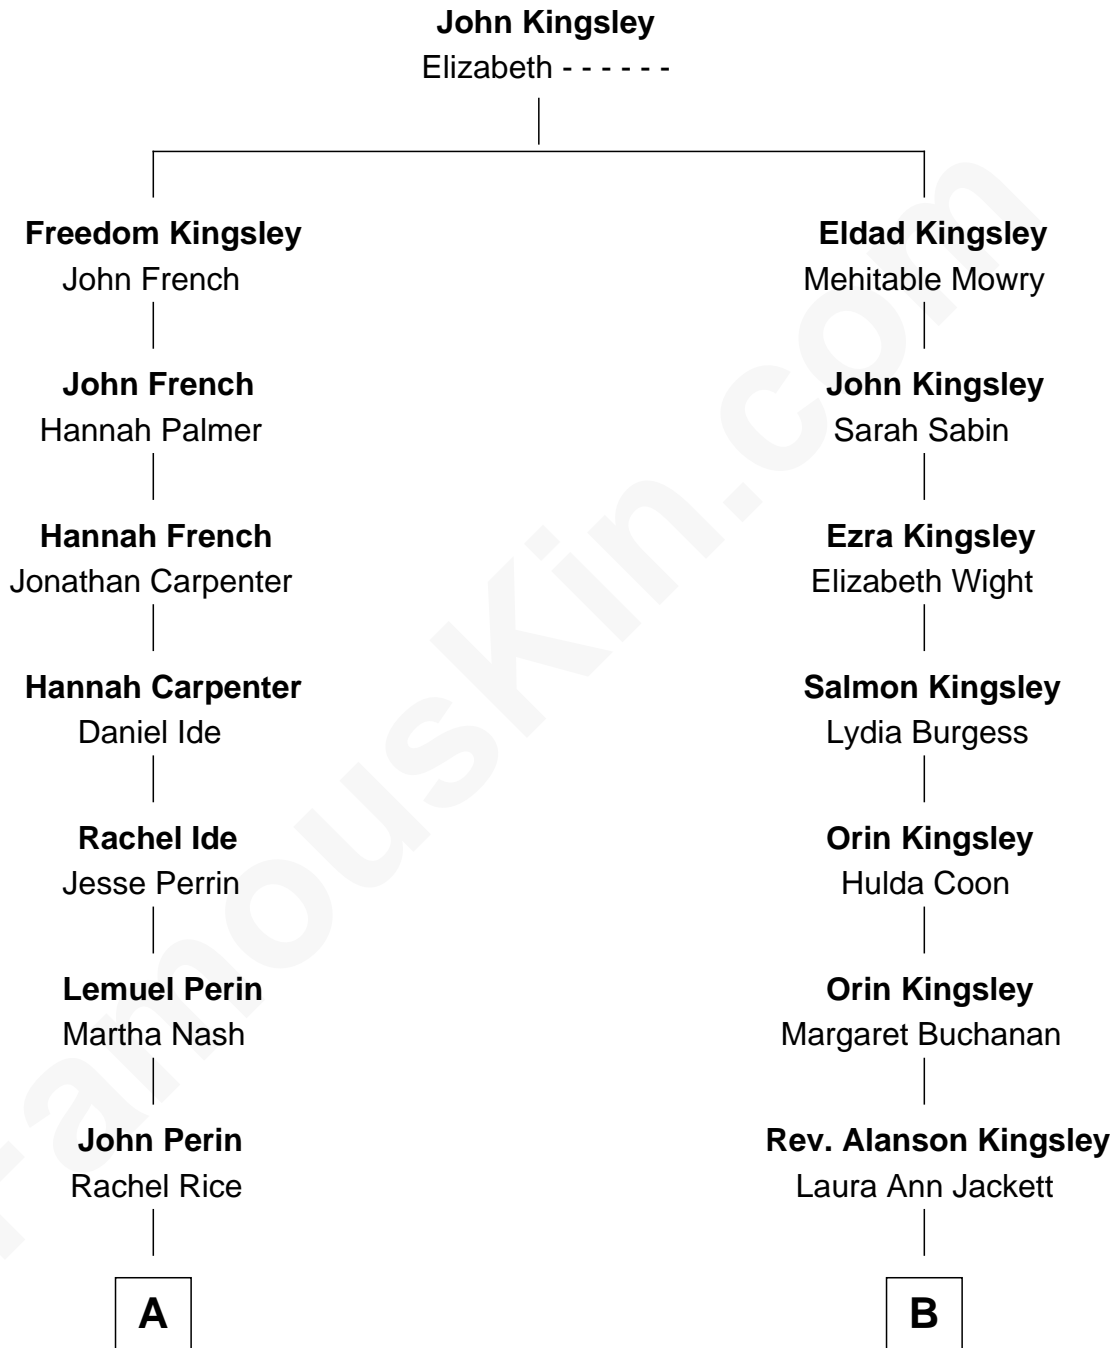 John Kingsley
Elizabeth - - - - - -
Freedom Kingsley
John French
Eldad Kingsley
Mehitable Mowry
John French
Hannah Palmer
John Kingsley
Sarah Sabin
Hannah French
Jonathan Carpenter
Ezra Kingsley
Elizabeth Wight
Hannah Carpenter
Daniel Ide
Salmon Kingsley
Lydia Burgess
Rachel Ide
Jesse Perrin
Orin Kingsley
Hulda Coon
Lemuel Perin
Martha Nash
Orin Kingsley
Margaret Buchanan
John Perin
Rachel Rice
Rev. Alanson Kingsley
Laura Ann Jackett
A
B
FamousKin.com